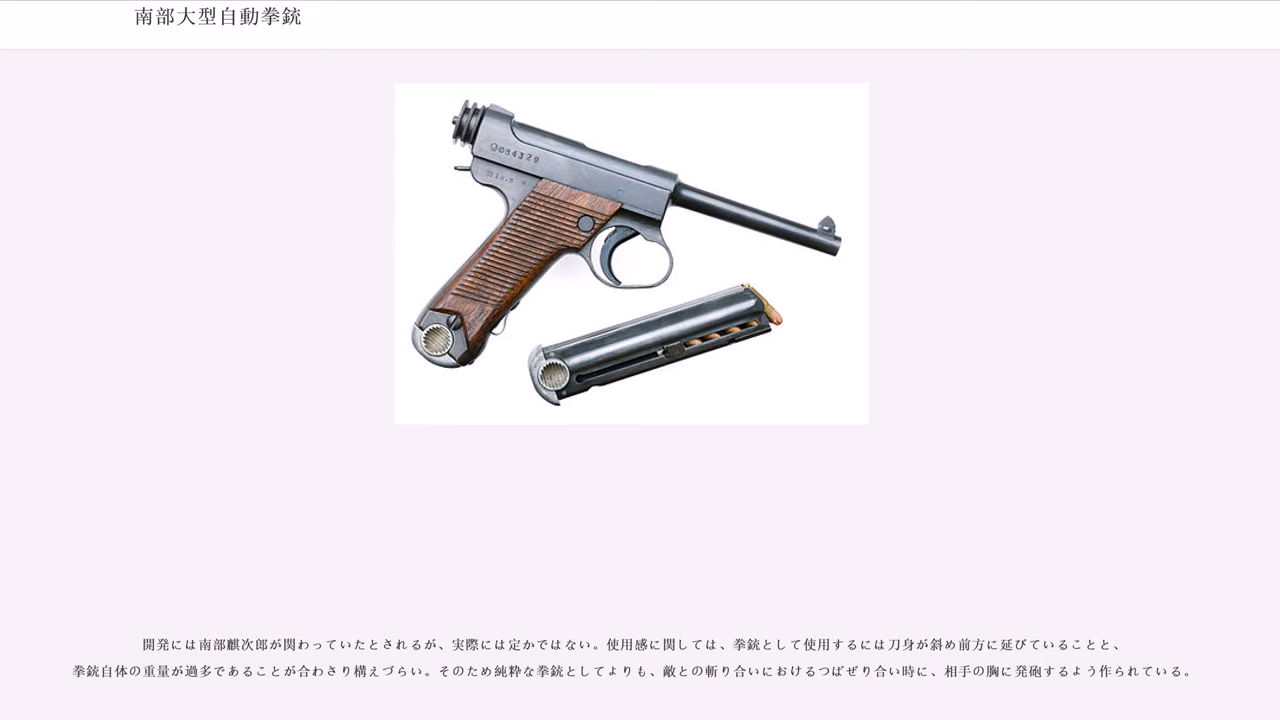 南部大型自動拳銃
084329
開発には南部麒次郎が関わっていたとされるが、実際には定かではない。使用感に関しては、拳銃として使用するには刀身が斜め前方に延びていることと、
拳銃自体の重量が過多であることが合わさり構えづらい。そのため純粋な拳銃としてよりも、敵との斬り合いにおけるつばぜり合い時に、相手の胸に発砲するよう作られている。